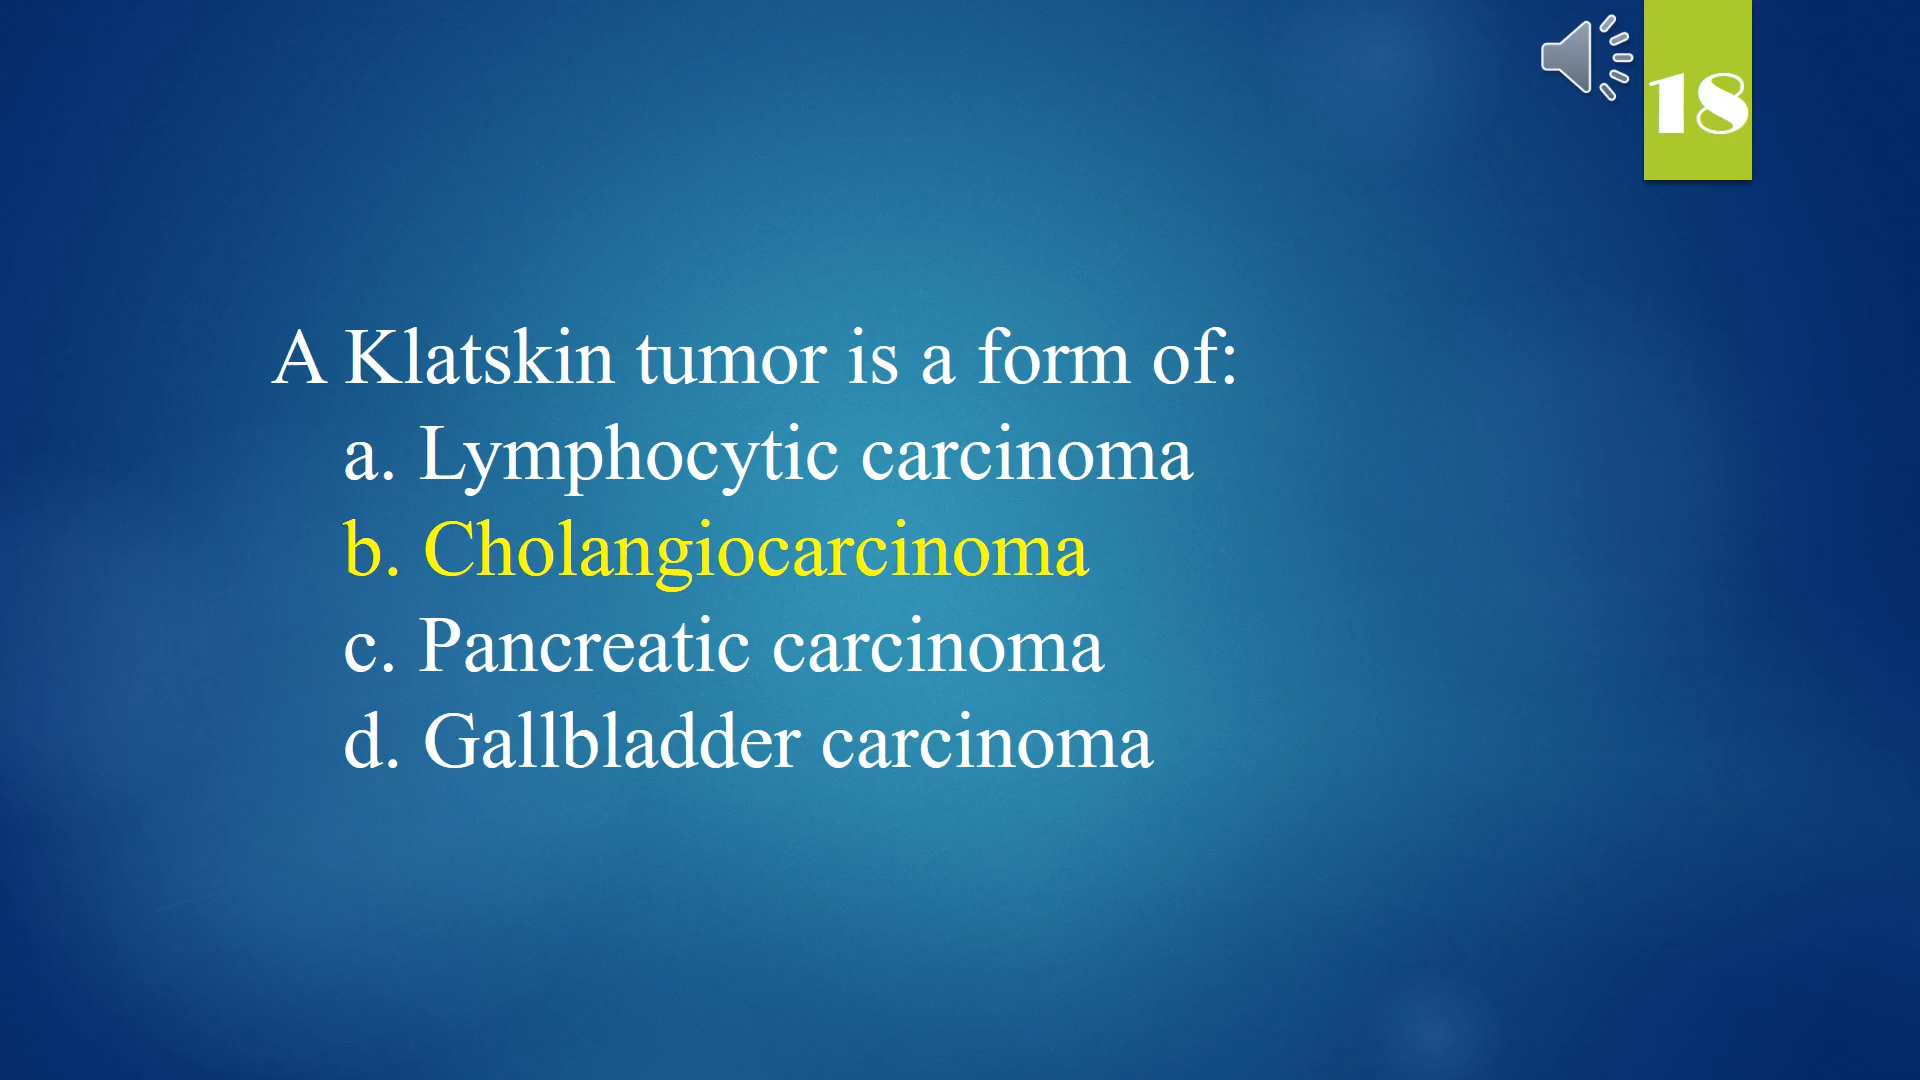 18
A Klatskin tumor is a form of:
a. Lymphocytic carcinoma
b. Cholangiocarcinoma
c. Pancreatic carcinoma
d. Gallbladder carcinoma